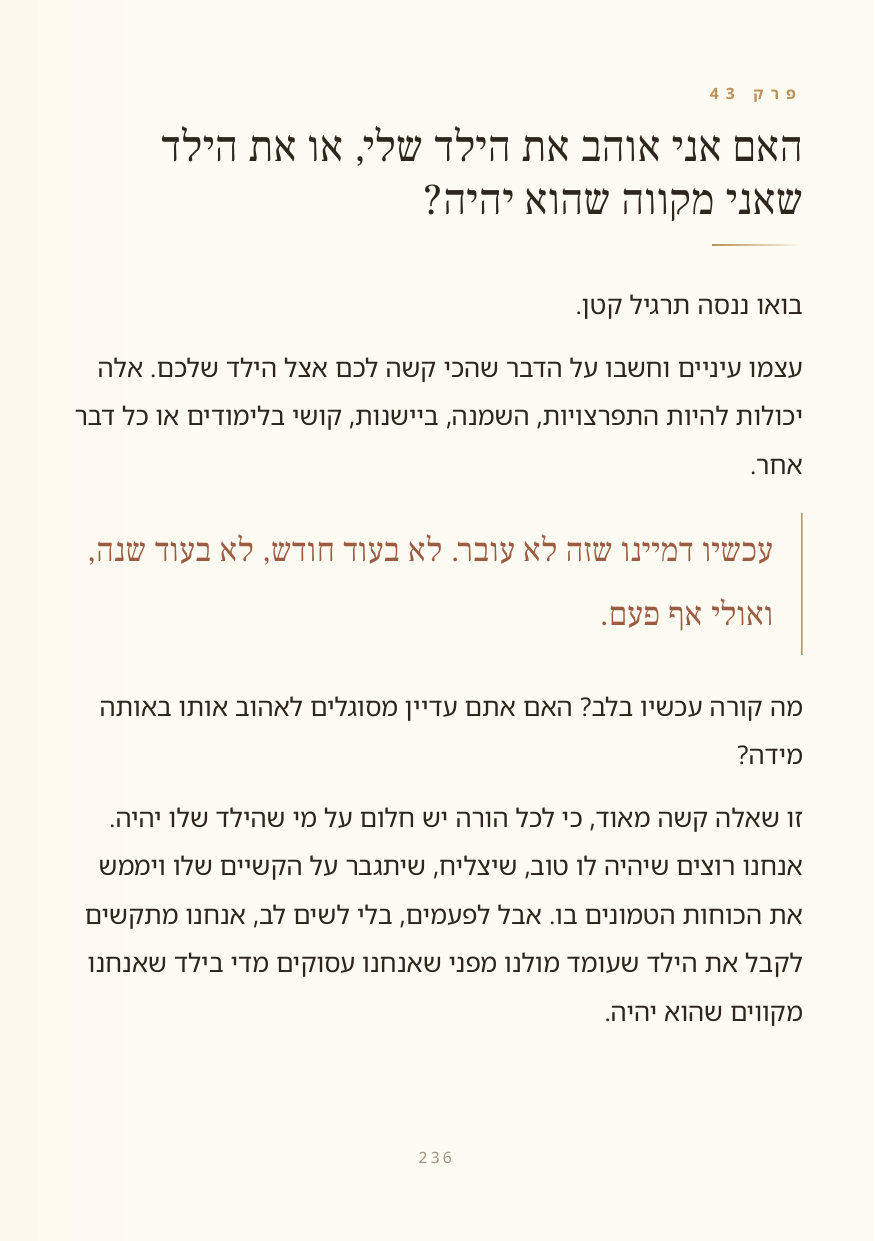 פרק 43
האם אני אוהב את הילד שלי, או את הילד
שאני מקווה שהוא יהיה?
בואו ננסה תרגיל קטן.
עצמו עיניים וחשבו על הדבר שהכי קשה לכם אצל הילד שלכם. אלה
יכולות להיות התפרצויות, השמנה, ביישנות, קושי בלימודים או כל דבר
אחר.
עכשיו דמיינו שזה לא עובר. לא בעוד חודש, לא בעוד שנה,
ואולי אף פעם.
מה קורה עכשיו בלב? האם אתם עדיין מסוגלים לאהוב אותו באותה
מידה?
זו שאלה קשה מאוד, כי לכל הורה יש חלום על מי שהילד שלו יהיה.
אנחנו רוצים שיהיה לו טוב, שיצליח, שיתגבר על הקשיים שלו ויממש
את הכוחות הטמונים בו. אבל לפעמים, בלי לשים לב, אנחנו מתקשים
לקבל את הילד שעומד מולנו מפני שאנחנו עסוקים מדי בילד שאנחנו
מקווים שהוא יהיה.
236